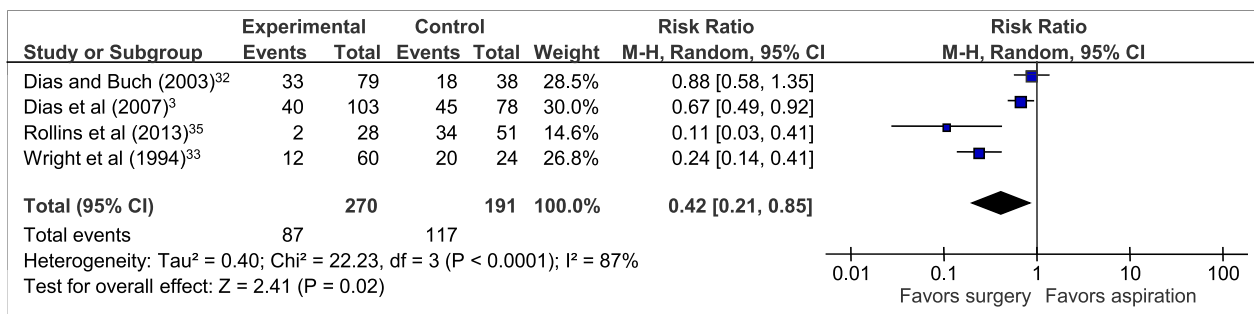 Experimental Control Risk Ratio Risk Ratio
Study or Subgroup Events Total Events Total Weight M-H, Random, 95% CI M-H, Random, 95% CI
Dias and Buch (2003)³² 33 79 18 38 28.5% 0.88 [0.58, 1.35]
Dias et al (2007)³ 40 103 45 78 30.0% 0.67 [0.49, 0.92]
Rollins et al (2013)³⁵ 2 28 34 51 14.6% 0.11 [0.03, 0.41]
Wright et al (1994)³³ 12 60 20 24 26.8% 0.24 [0.14, 0.41]
Total (95% CI) 270 191 100.0% 0.42 [0.21, 0.85]
Total events 87 117
Heterogeneity: Tau² = 0.40; Chi² = 22.23, df = 3 (P < 0.0001); I² = 87%
Test for overall effect: Z = 2.41 (P = 0.02)
0.01 0.1 1 10 100
Favors surgery Favors aspiration